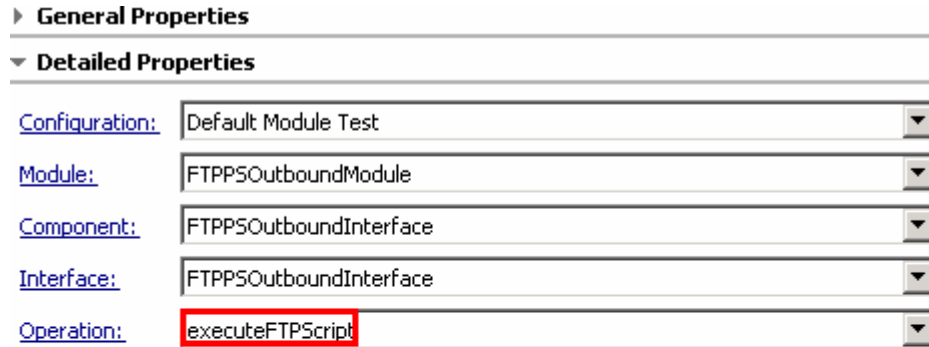 General Properties
Detailed Properties
Configuration: Default Module Test
Module: FTPPSOutboundModule
Component: FTPPSOutboundInterface
Interface: FTPPSOutboundInterface
Operation: executeFTPScript